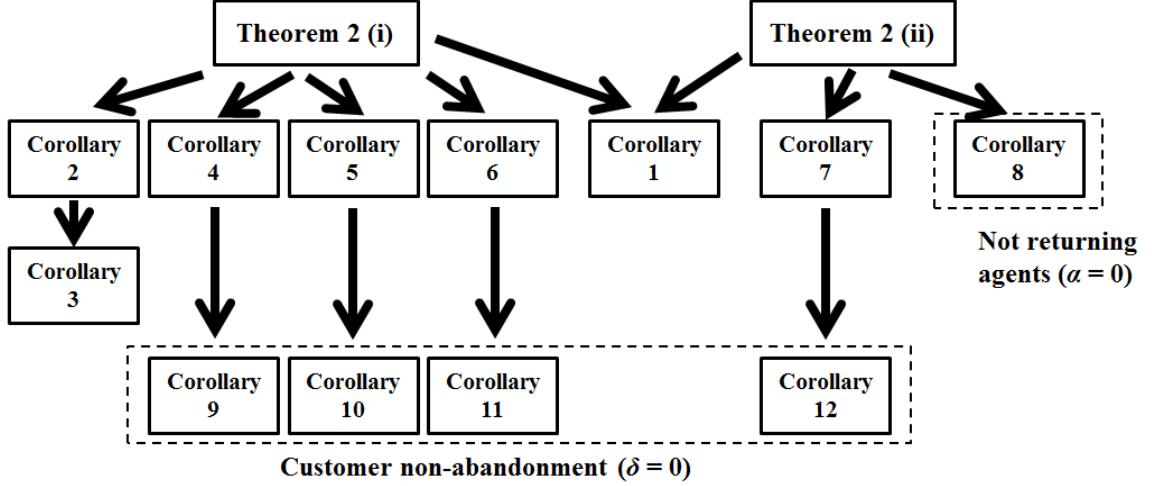 Theorem 2 (i)
Theorem 2 (ii)
Corollary
2
Corollary
4
Corollary
5
Corollary
6
Corollary
1
Corollary
7
Corollary
8
Not returning
agents (α = 0)
Corollary
3
Corollary
9
Corollary
10
Corollary
11
Corollary
12
Customer non-abandonment (δ = 0)